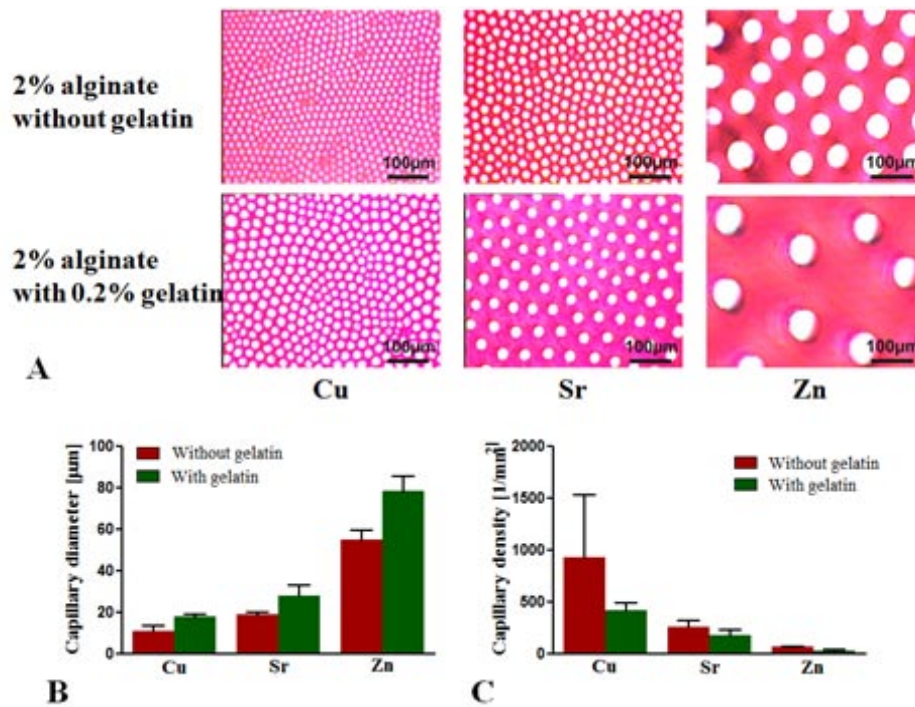 2% alginate
without gelatin
100µm
100µm
100µm
2% alginate
with 0.2% gelatin
100µm
100µm
100µm
A
Cu
Sr
Zn
Capillary diameter [µm]
100
80
60
40
20
0
Without gelatin
With gelatin
Cu
Sr
Zn
B
Capillary density [1/mm²]
2000
1500
1000
500
0
Without gelatin
With gelatin
Cu
Sr
Zn
C